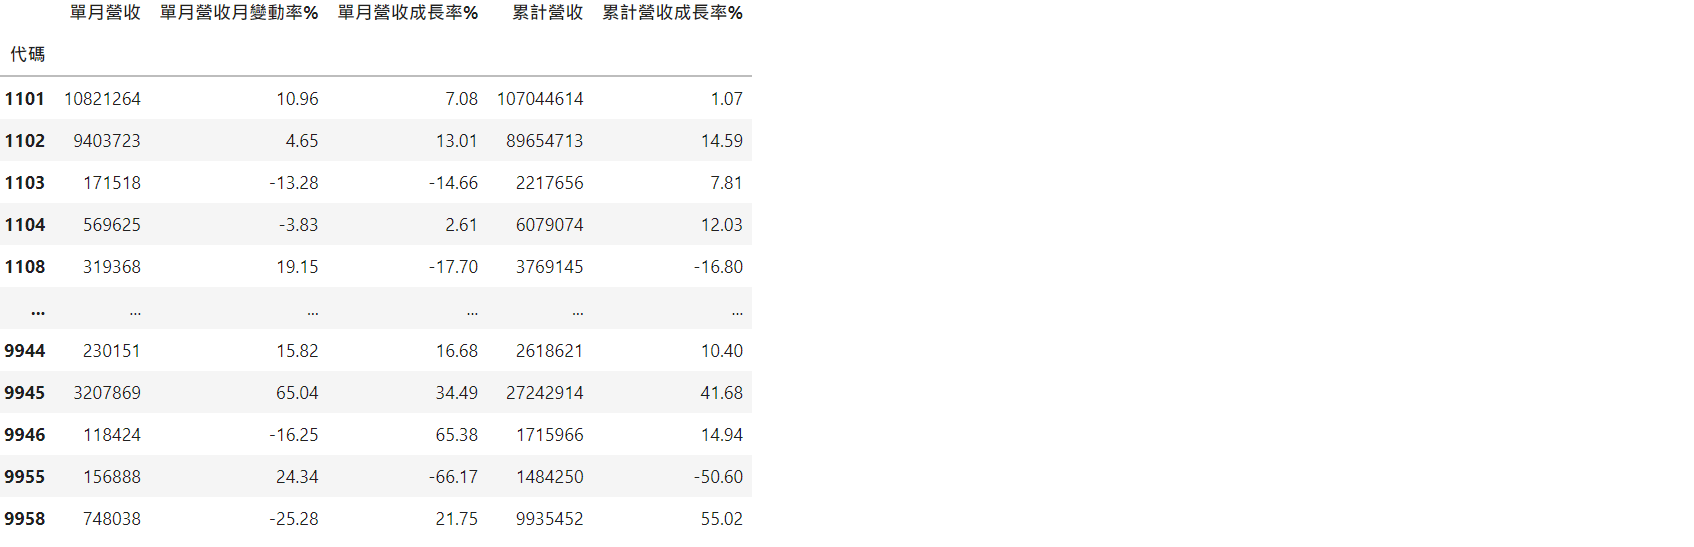 單月營收 單月營收月變動率% 單月營收成長率% 累計營收 累計營收成長率%
代碼
1101 10821264 10.96 7.08 107044614 1.07
1102 9403723 4.65 13.01 89654713 14.59
1103 171518 -13.28 -14.66 2217656 7.81
1104 569625 -3.83 2.61 6079074 12.03
1108 319368 19.15 -17.70 3769145 -16.80
... ... ... ... ... ...
9944 230151 15.82 16.68 2618621 10.40
9945 3207869 65.04 34.49 27242914 41.68
9946 118424 -16.25 65.38 1715966 14.94
9955 156888 24.34 -66.17 1484250 -50.60
9958 748038 -25.28 21.75 9935452 55.02